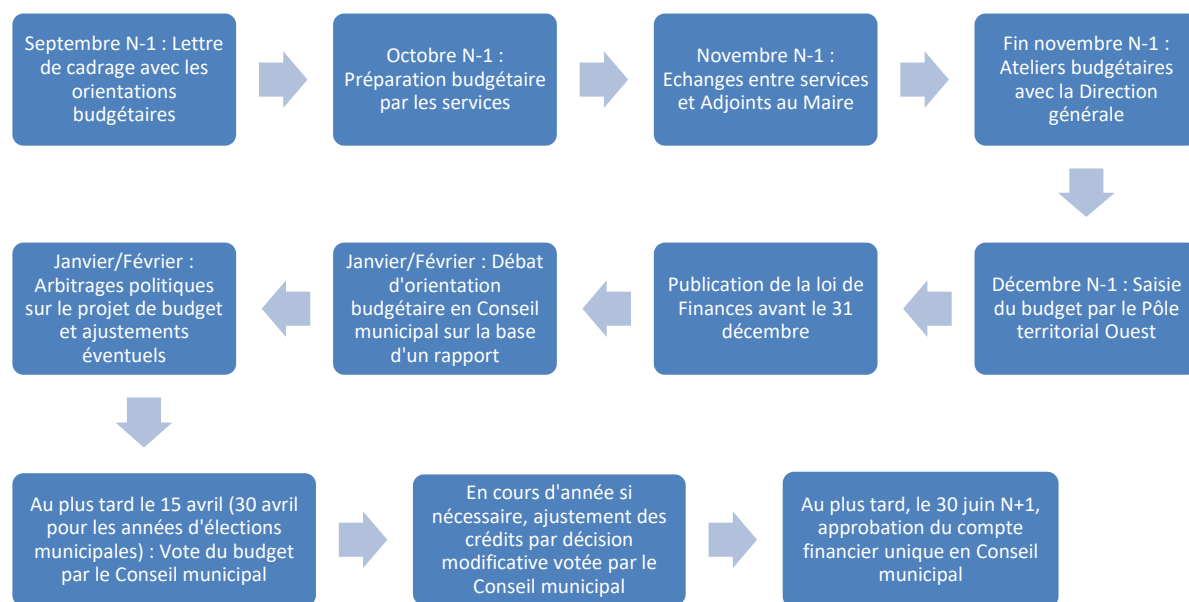 Septembre N-1 : Lettre
de cadrage avec les
orientations
budgétaires
Octobre N-1 :
Préparation budgétaire
par les services
Novembre N-1 :
Echanges entre services
et Adjoints au Maire
Fin novembre N-1 :
Ateliers budgétaires
avec la Direction
générale
Décembre N-1 : Saisie
du budget par le Pôle
territorial Ouest
Publication de la loi de
Finances avant le 31
décembre
Janvier/Février : Débat
d'orientation
budgétaire en Conseil
municipal sur la base
d'un rapport
Janvier/Février :
Arbitrages politiques
sur le projet de budget
et ajustements
éventuels
Au plus tard le 15 avril (30 avril
pour les années d'élections
municipales) : Vote du budget
par le Conseil municipal
En cours d'année si
nécessaire, ajustement des
crédits par décision
modificative votée par le
Conseil municipal
Au plus tard, le 30 juin N+1,
approbation du compte
financier unique en Conseil
municipal